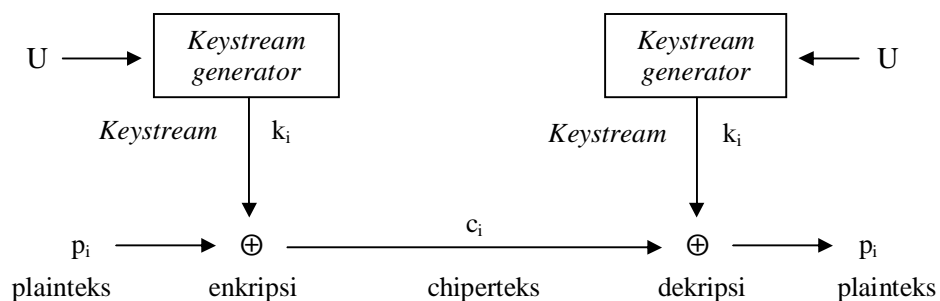 U Keystream generator Keystream generator U
Keystream kᵢ Keystream kᵢ
cᵢ
pᵢ ⊕ ⊕ pᵢ
plainteks enkripsi chiperteks dekripsi plainteks